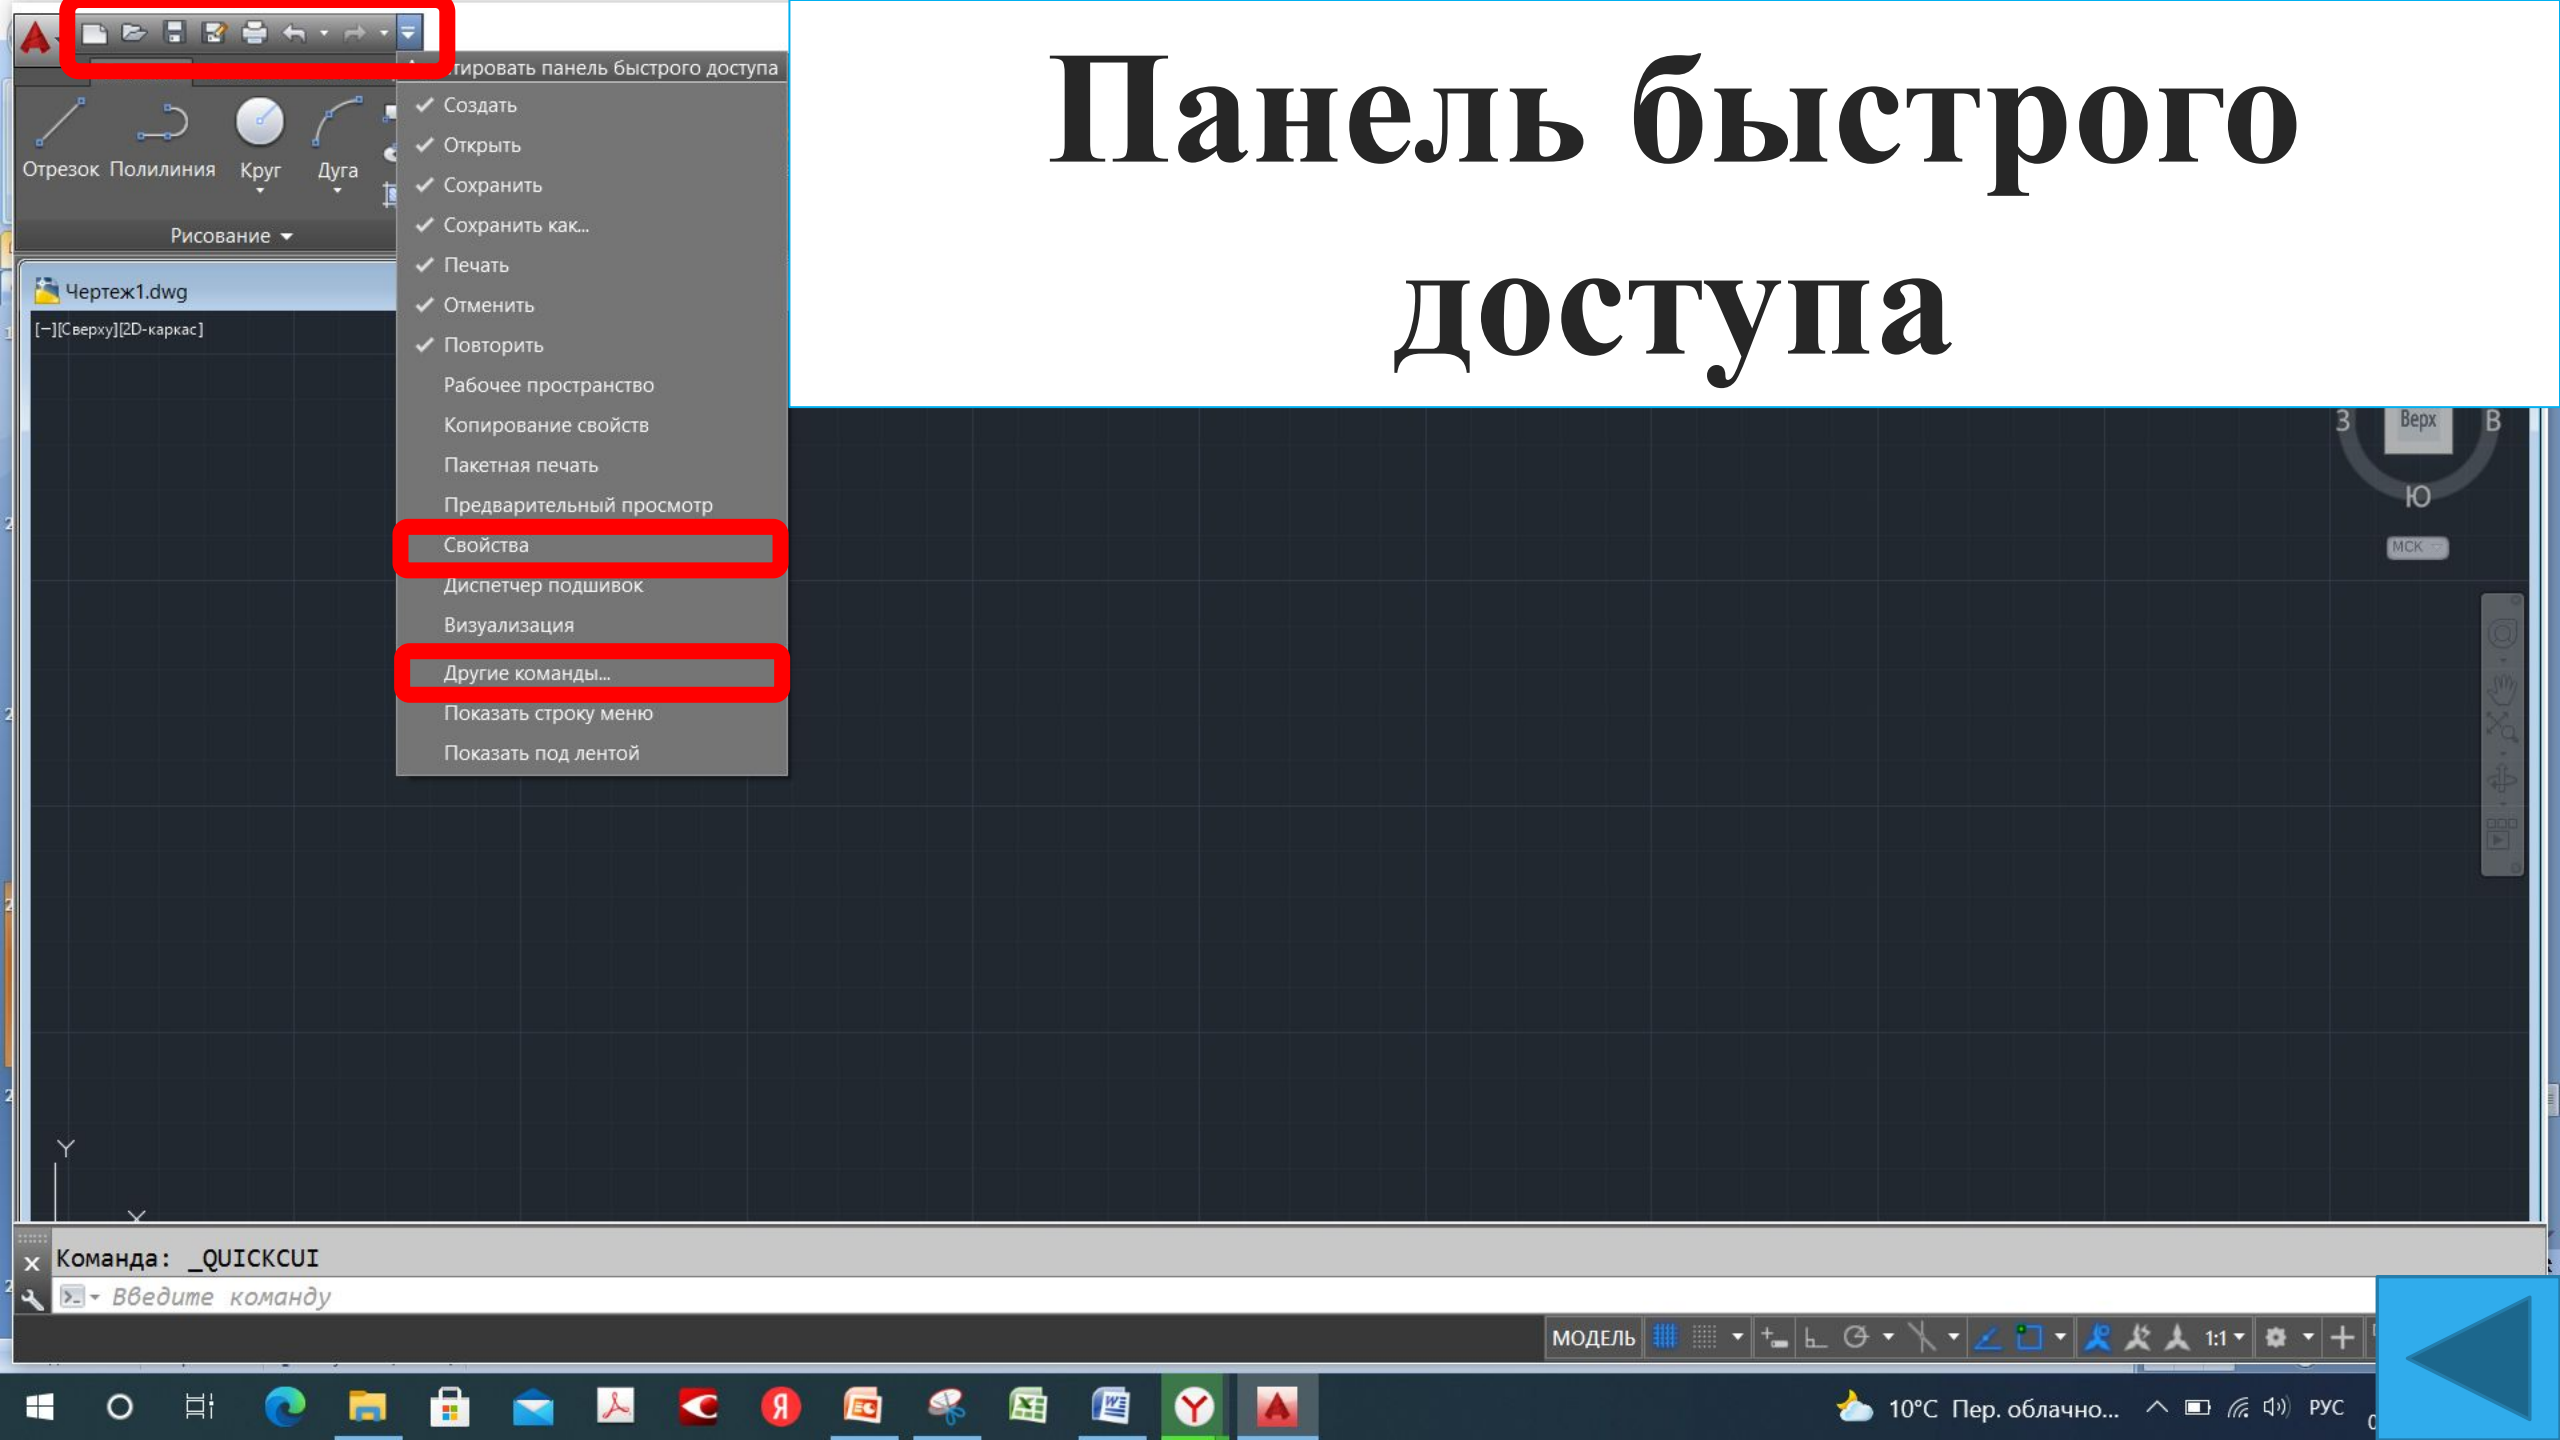 Панель быстрого
доступа
тировать панель быстрого доступа
Создать
Открыть
Сохранить
Сохранить как...
Печать
Отменить
Повторить
Рабочее пространство
Копирование свойств
Пакетная печать
Предварительный просмотр
Свойства
Диспетчер подшивок
Визуализация
Другие команды...
Показать строку меню
Показать под лентой
Отрезок Полилиния Круг Дуга
Рисование
Чертеж1.dwg
[−][Сверху][2D-каркас]
З Верх В
Ю
МСК
Y
X
Команда: _QUICKCUI
Введите команду
МОДЕЛЬ 1:1
10°C Пер. облачно... РУС